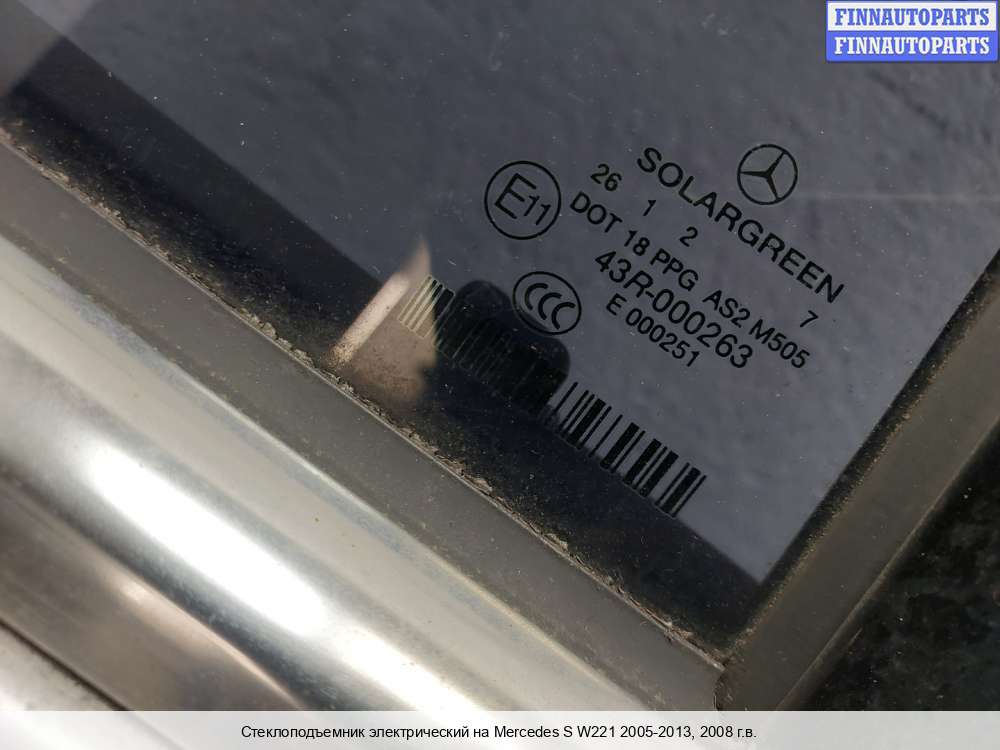 FINNAUTOPARTS
FINNAUTOPARTS
SOLARGREEN
26 1 2 7
E11
DOT 18 PPG AS2 M505
43R-000263
CCC
E 000251
Стеклоподъемник электрический на Mercedes S W221 2005-2013, 2008 г.в.